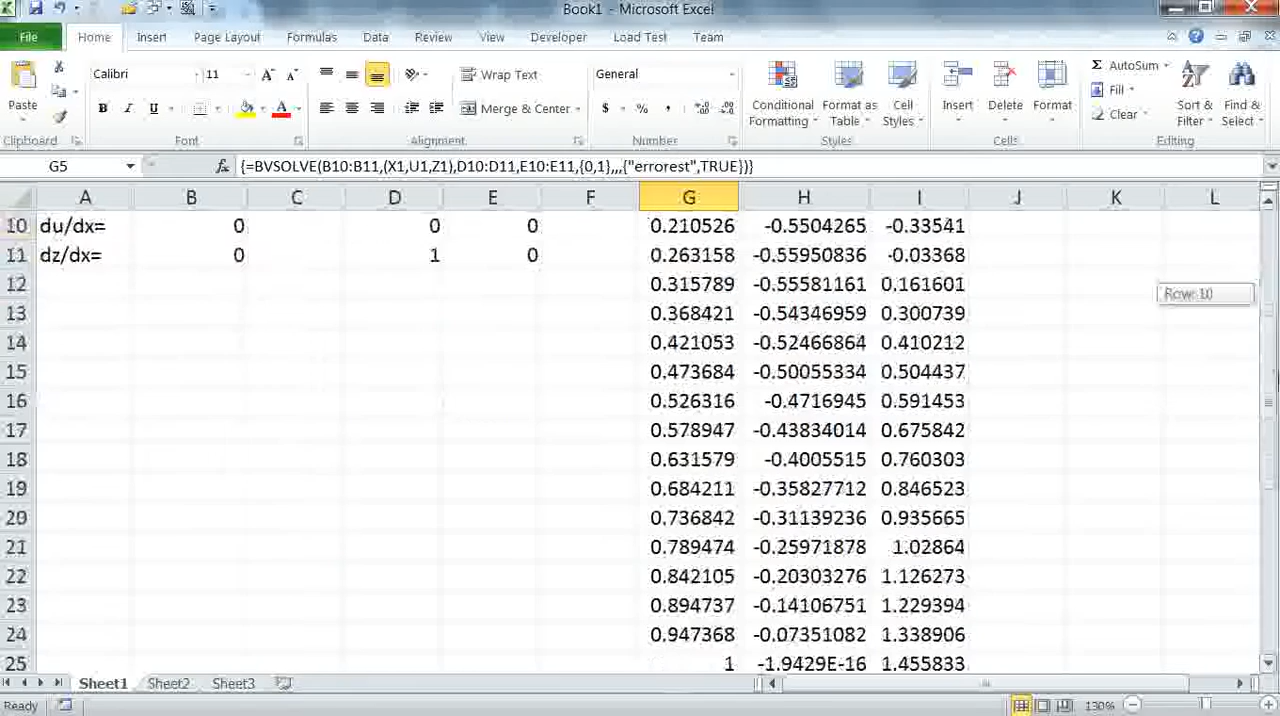 Book1 - Microsoft Excel
File Home Insert Page Layout Formulas Data Review View Developer Load Test Team
Paste
Clipboard
Calibri 11
B I U
Font
Wrap Text
Merge & Center
Alignment
General
$ % ,
Number
Conditional Formatting
Format as Table
Cell Styles
Styles
Insert Delete Format
Cells
AutoSum
Fill
Clear
Sort & Filter
Find & Select
Editing
G5 fx {=BVSOLVE(B10:B11,(X1,U1,Z1),D10:D11,E10:E11,{0,1},,,{"errorest",TRUE})}
A B C D E F G H I J K L
10 du/dx= 0 0 0 0.210526 -0.5504265 -0.33541
11 dz/dx= 0 1 0 0.263158 -0.55950836 -0.03368
12 0.315789 -0.55581161 0.161601
13 0.368421 -0.54346959 0.300739
14 0.421053 -0.52466864 0.410212
15 0.473684 -0.50055334 0.504437
16 0.526316 -0.4716945 0.591453
17 0.578947 -0.43834014 0.675842
18 0.631579 -0.4005515 0.760303
19 0.684211 -0.35827712 0.846523
20 0.736842 -0.31139236 0.935665
21 0.789474 -0.25971878 1.02864
22 0.842105 -0.20303276 1.126273
23 0.894737 -0.14106751 1.229394
24 0.947368 -0.07351082 1.338906
25 1 -1.9429E-16 1.455833
Row: 10
Sheet1 Sheet2 Sheet3
Ready 130%